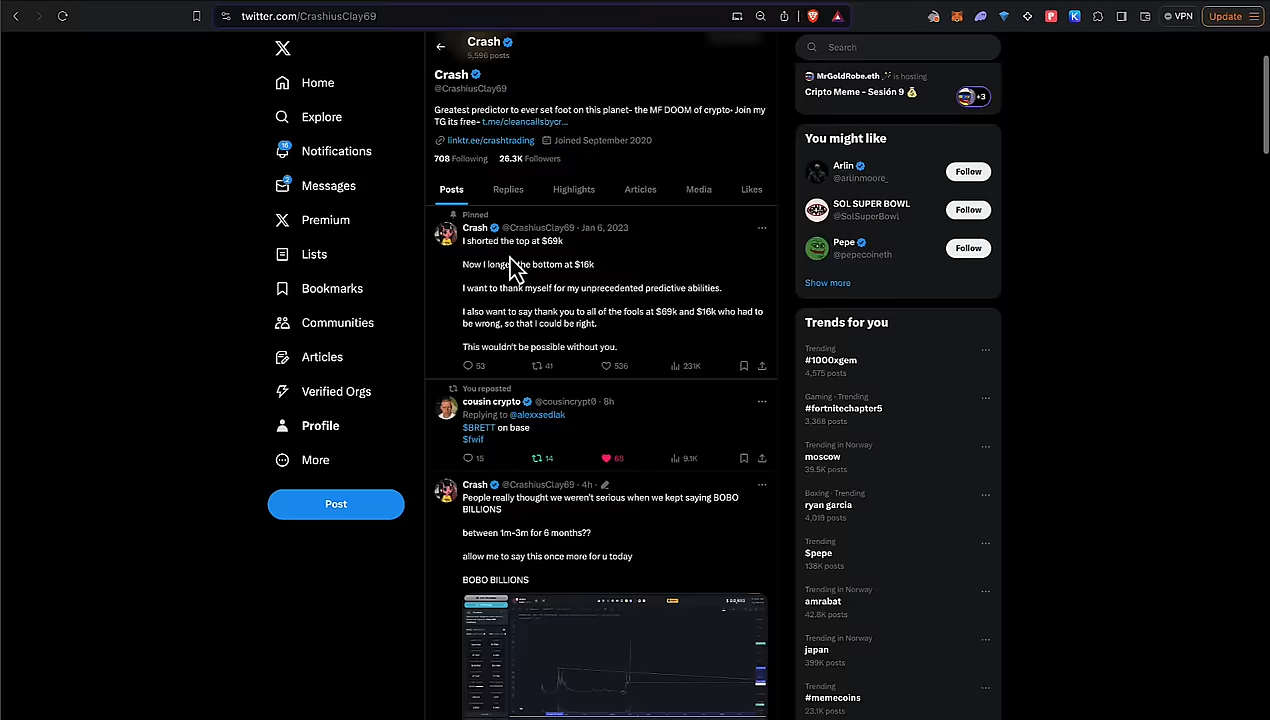 twitter.com/CrashiusClay69
VPN
Update
Home
Explore
16
Notifications
2
Messages
Premium
Lists
Bookmarks
Communities
Articles
Verified Orgs
Profile
More
Post
Crash
5,596 posts
Crash
@CrashiusClay69
Greatest predictor to ever set foot on this planet- the MF DOOM of crypto- Join my
TG its free- t.me/cleancallsbycr...
linktr.ee/crashtrading Joined September 2020
708 Following 26.3K Followers
Posts Replies Highlights Articles Media Likes
Pinned
Crash @CrashiusClay69 · Jan 6, 2023
I shorted the top at $69k
Now I longed the bottom at $16k
I want to thank myself for my unprecedented predictive abilities.
I also want to say thank you to all of the fools at $69k and $16k who had to
be wrong, so that I could be right.
This wouldn't be possible without you.
53 41 536 231K
You reposted
cousin crypto @cousincrypt0 · 8h
Replying to @alexxsedlak
$BRETT on base
$fwif
15 14 68 9.1K
Crash @CrashiusClay69 · 4h ·
People really thought we weren't serious when we kept saying BOBO
BILLIONS
between 1m-3m for 6 months??
allow me to say this once more for u today
BOBO BILLIONS
Search
MrGoldRobe.eth is hosting
Cripto Meme - Sesión 9
+3
You might like
Arlin
@arlinmoore_
Follow
SOL SUPER BOWL
@SolSuperBowl
Follow
Pepe
@pepecoineth
Follow
Show more
Trends for you
Trending
#1000xgem
4,575 posts
Gaming · Trending
#fortnitechapter5
3,368 posts
Trending in Norway
moscow
39.5K posts
Boxing · Trending
ryan garcia
4,019 posts
Trending
$pepe
138K posts
Trending in Norway
amrabat
42.8K posts
Trending in Norway
japan
399K posts
Trending
#memecoins
23.1K posts